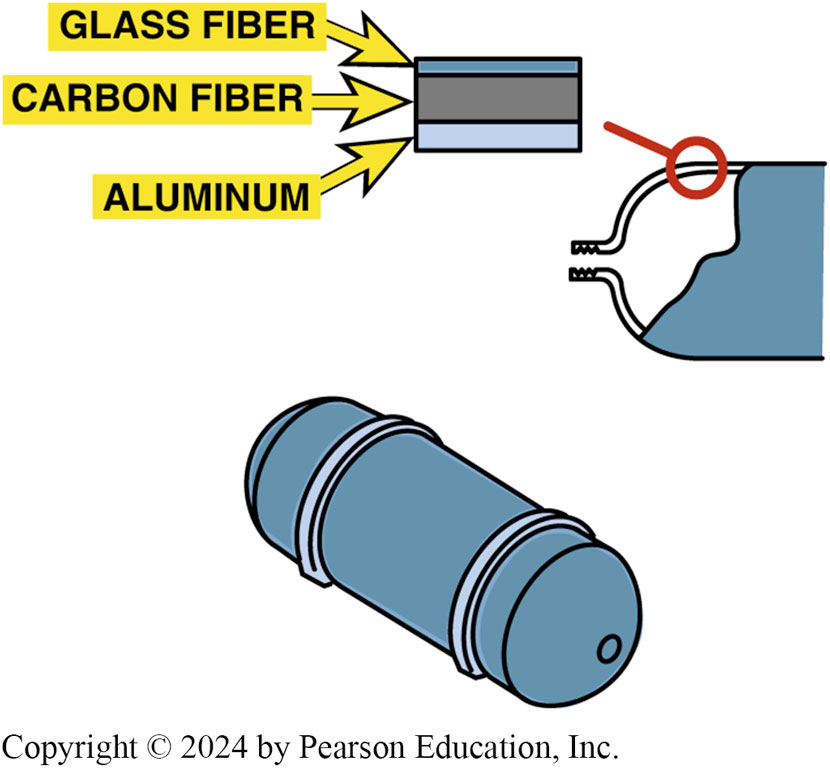 GLASS FIBER
CARBON FIBER
ALUMINUM
Copyright © 2024 by Pearson Education, Inc.